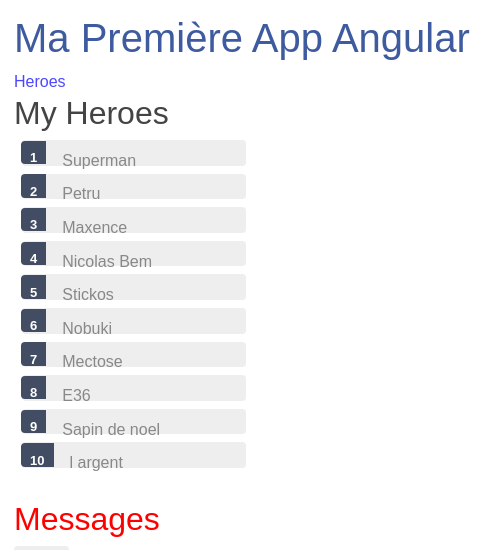 Ma Première App Angular
Heroes
My Heroes
1 Superman
2 Petru
3 Maxence
4 Nicolas Bem
5 Stickos
6 Nobuki
7 Mectose
8 E36
9 Sapin de noel
10 l argent
Messages